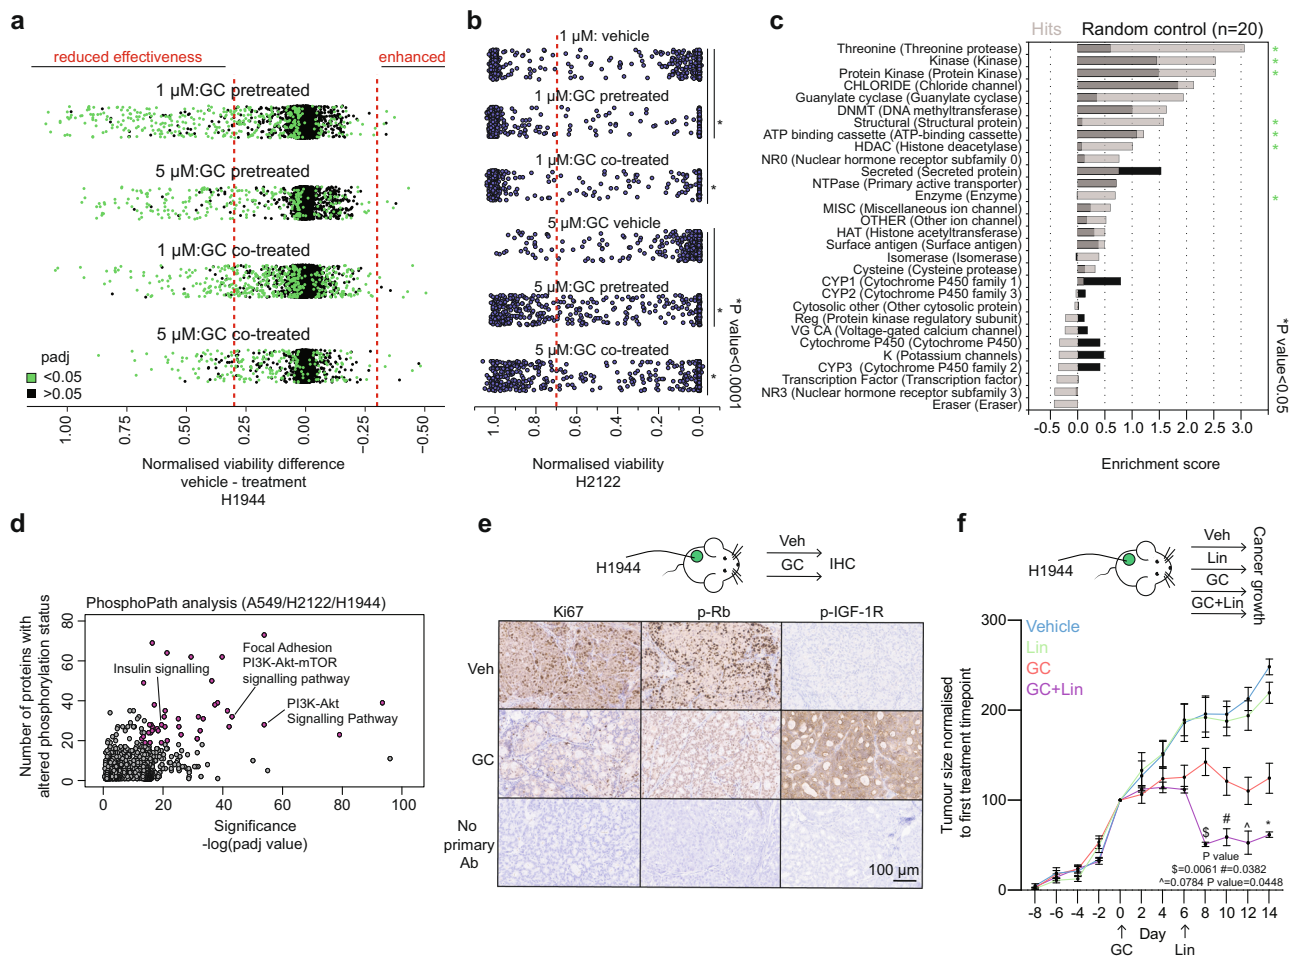 a
reduced effectiveness
enhanced
1 µM:GC pretreated
5 µM:GC pretreated
1 µM:GC co-treated
5 µM:GC co-treated
padj
<0.05
>0.05
1.00
0.75
0.50
0.25
0.00
−0.25
−0.50
Normalised viability difference
vehicle - treatment
H1944
b
1 µM: vehicle
1 µM:GC pretreated
*
1 µM:GC co-treated
*
5 µM:GC vehicle
5 µM:GC pretreated
*
5 µM:GC co-treated
*
*P value<0.0001
1.0
0.8
0.6
0.4
0.2
0.0
Normalised viability
H2122
c
Hits
Random control (n=20)
Threonine (Threonine protease) *
Kinase (Kinase) *
Protein Kinase (Protein Kinase) *
CHLORIDE (Chloride channel)
Guanylate cyclase (Guanylate cyclase)
DNMT (DNA methyltransferase)
Structural (Structural protein) *
ATP binding cassette (ATP-binding cassette) *
HDAC (Histone deacetylase) *
NR0 (Nuclear hormone receptor subfamily 0)
Secreted (Secreted protein)
NTPase (Primary active transporter)
Enzyme (Enzyme) *
MISC (Miscellaneous ion channel)
OTHER (Other ion channel)
HAT (Histone acetyltransferase)
Surface antigen (Surface antigen)
Isomerase (Isomerase)
Cysteine (Cysteine protease)
CYP1 (Cytochrome P450 family 1)
CYP2 (Cytochrome P450 family 3)
Cytosolic other (Other cytosolic protein)
Reg (Protein kinase regulatory subunit)
VG CA (Voltage-gated calcium channel)
Cytochrome P450 (Cytochrome P450)
K (Potassium channels)
CYP3 (Cytochrome P450 family 2)
Transcription Factor (Transcription factor)
NR3 (Nuclear hormone receptor subfamily 3)
Eraser (Eraser)
*P value<0.05
-0.5 0.0 0.5 1.0 1.5 2.0 2.5 3.0
Enrichment score
d
PhosphoPath analysis (A549/H2122/H1944)
Number of proteins with
altered phosphorylation status
80
60
40
20
0
Insulin signalling
Focal Adhesion
PI3K-Akt-mTOR
signalling pathway
PI3K-Akt
Signalling Pathway
0 20 40 60 80 100
Significance
-log(padj value)
e
H1944
Veh
GC
IHC
Ki67 p-Rb p-IGF-1R
Veh
GC
No
primary
Ab
100 µm
f
H1944
Veh
Lin
GC
GC+Lin
Cancer
growth
Tumour size normalised
to first treatment timepoint
300
200
100
0
Vehicle
Lin
GC
GC+Lin
$ # ^ *
P value
$=0.0061 #=0.0382
^=0.0784 P value=0.0448
-8 -6 -4 -2 0 2 4 6 8 10 12 14
Day
GC
Lin